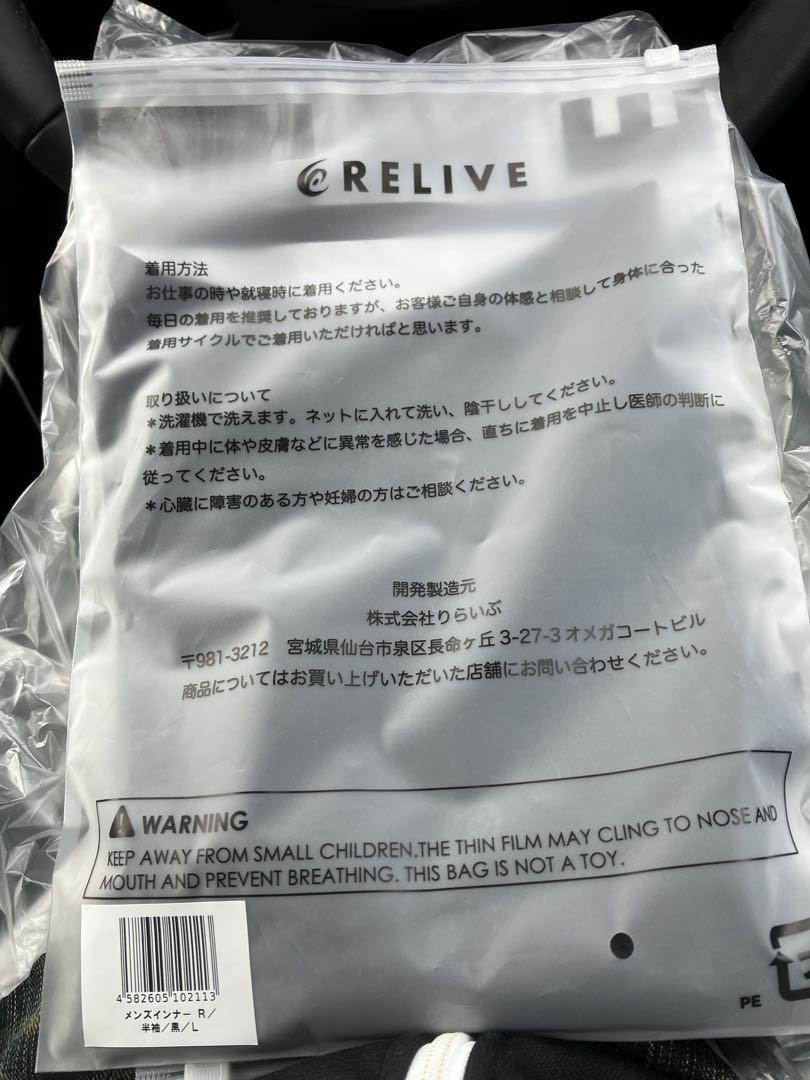 RELIVE
着用方法
お仕事の時や就寝時に着用ください。
毎日の着用を推奨しておりますが、お客様ご自身の体感と相談して身体に合った
着用サイクルでご着用いただければと思います。
取り扱いについて
＊洗濯機で洗えます。ネットに入れて洗い、陰干ししてください。
＊着用中に体や皮膚などに異常を感じた場合、直ちに着用を中止し医師の判断に
従ってください。
＊心臓に障害のある方や妊婦の方はご相談ください。
開発製造元
株式会社りらいぶ
〒981-3212 宮城県仙台市泉区長命ヶ丘 3-27-3 オメガコートビル
商品についてはお買い上げいただいた店舗にお問い合わせください。
WARNING
KEEP AWAY FROM SMALL CHILDREN.THE THIN FILM MAY CLING TO NOSE AND
MOUTH AND PREVENT BREATHING. THIS BAG IS NOT A TOY.
4 582605 102113
メンズインナー R／
半袖／黒／L
PE